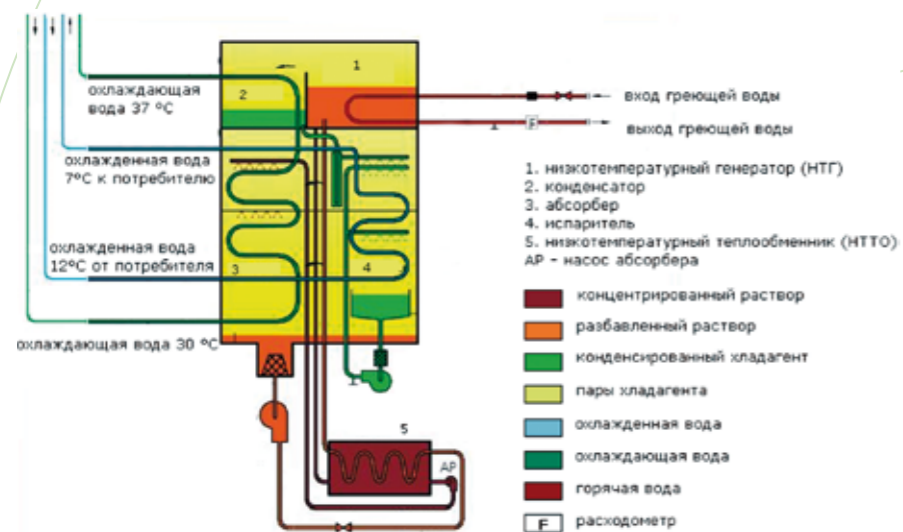 1
2
охлаждающая
вода 37 °C
охлажденная вода
7°C к потребителю
охлажденная вода
12°C от потребителя
3
4
охлаждающая вода 30 °C
5
АР
вход греющей воды
F
выход греющей воды
1. низкотемпературный генератор (НТГ)
2. конденсатор
3. абсорбер
4. испаритель
5. низкотемпературный теплообменник (НТТО)
АР - насос абсорбера
концентрированный раствор
разбавленный раствор
конденсированный хладагент
пары хладагента
охлажденная вода
охлаждающая вода
горячая вода
F расходометр